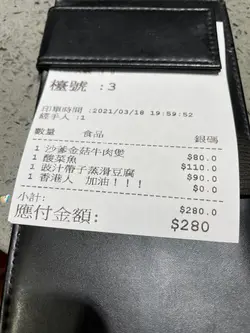 檯號 :3
印單時間 :2021/03/18 19:59:52
經手人 :1
數量 食品 銀碼
1 沙爹金菇牛肉煲 $80.0
1 酸菜魚 $110.0
1 豉汁帶子蒸滑豆腐 $90.0
1 香港人 加油！！！ $0.0
小計: $280.0
應付金額: $280